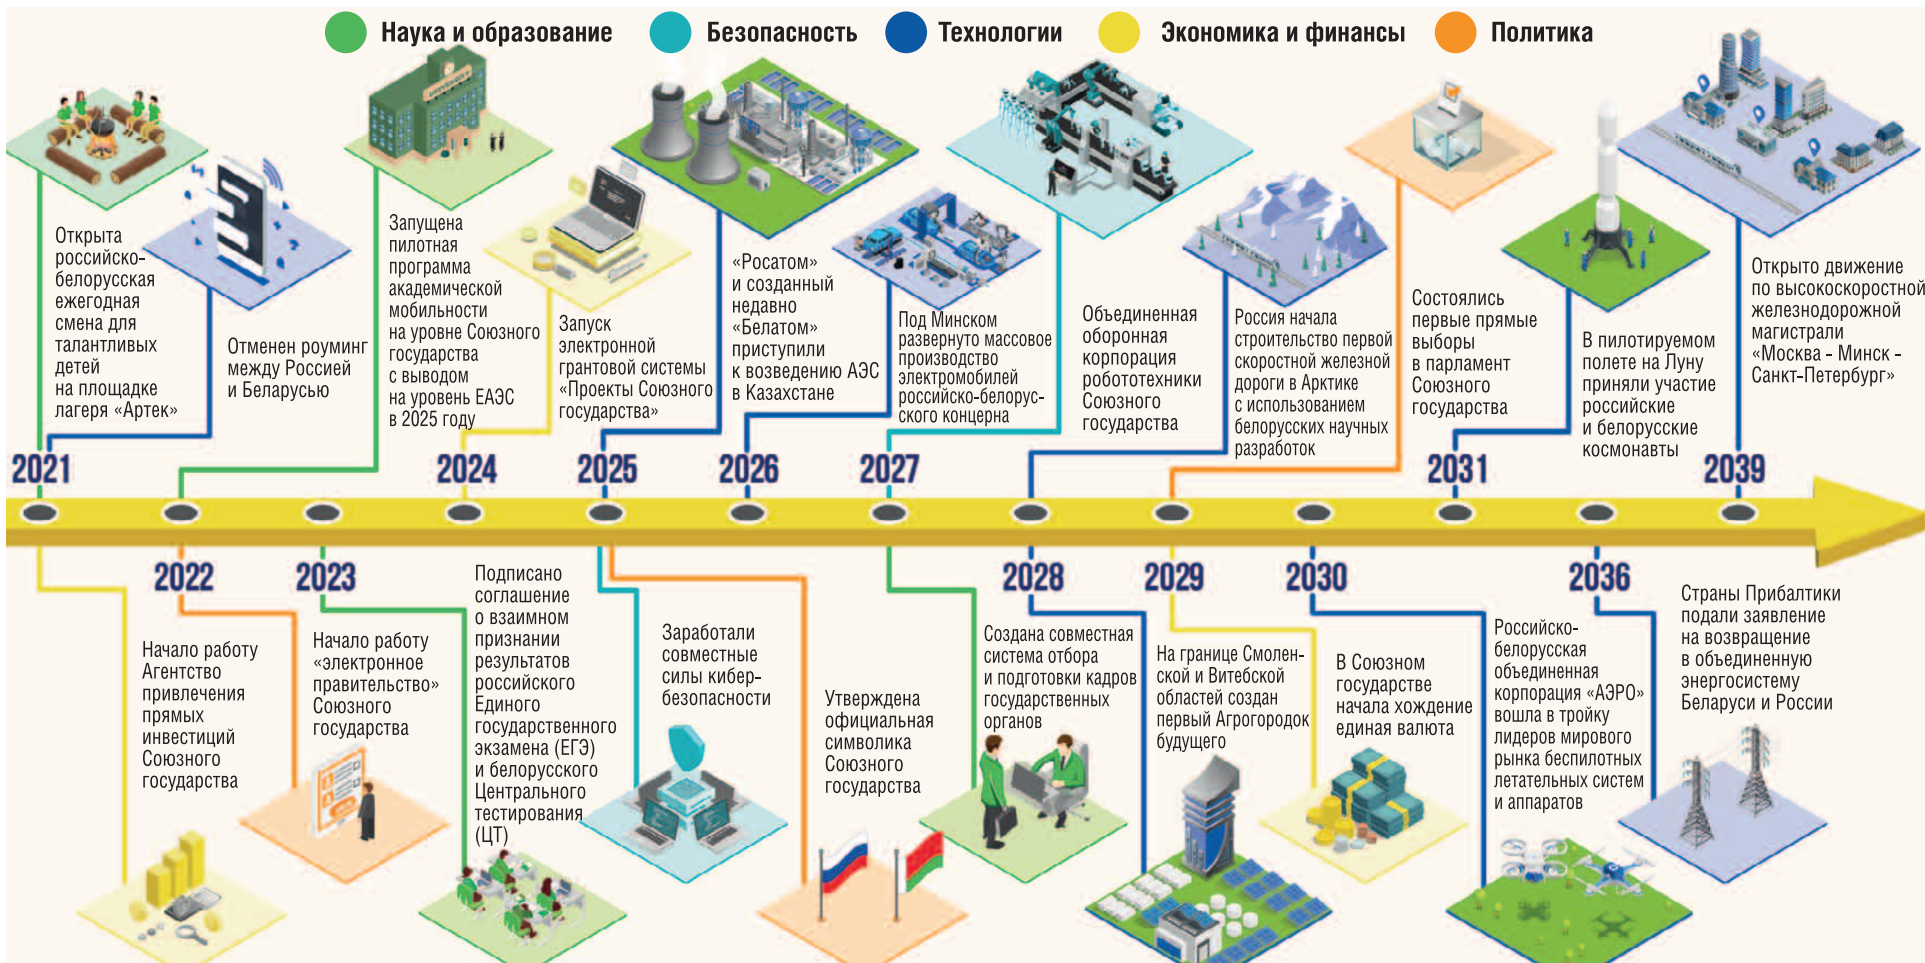 Наука и образование
Безопасность
Технологии
Экономика и финансы
Политика
Открыта
российско-
белорусская
ежегодная
смена для
талантливых
детей
на площадке
лагеря «Артек»
Отменен роуминг
между Россией
и Беларусью
Запущена
пилотная
программа
академической
мобильности
на уровне Союзного
государства
с выводом
на уровень ЕАЭС
в 2025 году
Запуск
электронной
грантовой системы
«Проекты Союзного
государства»
«Росатом»
и созданный
недавно
«Белатом»
приступили
к возведению АЭС
в Казахстане
Под Минском
развернуто массовое
производство
электромобилей
российско-белорус-
ского концерна
Объединенная
оборонная
корпорация
робототехники
Союзного
государства
Россия начала
строительство первой
скоростной железной
дороги в Арктике
с использованием
белорусских научных
разработок
Состоялись
первые прямые
выборы
в парламент
Союзного
государства
В пилотируемом
полете на Луну
приняли участие
российские
и белорусские
космонавты
Открыто движение
по высокоскоростной
железнодорожной
магистрали
«Москва - Минск -
Санкт-Петербург»
2021
2024
2025
2026
2027
2031
2039
2022
2023
2028
2029
2030
2036
Начало работу
Агентство
привлечения
прямых
инвестиций
Союзного
государства
Начало работу
«электронное
правительство»
Союзного
государства
Подписано
соглашение
о взаимном
признании
результатов
российского
Единого
государственного
экзамена (ЕГЭ)
и белорусского
Центрального
тестирования
(ЦТ)
Заработали
совместные
силы кибер-
безопасности
Утверждена
официальная
символика
Союзного
государства
Создана совместная
система отбора
и подготовки кадров
государственных
органов
На границе Смолен-
ской и Витебской
областей создан
первый Агрогородок
будущего
В Союзном
государстве
начала хождение
единая валюта
Российско-
белорусская
объединенная
корпорация «АЭРО»
вошла в тройку
лидеров мирового
рынка беспилотных
летательных систем
и аппаратов
Страны Прибалтики
подали заявление
на возвращение
в объединенную
энергосистему
Беларуси и России